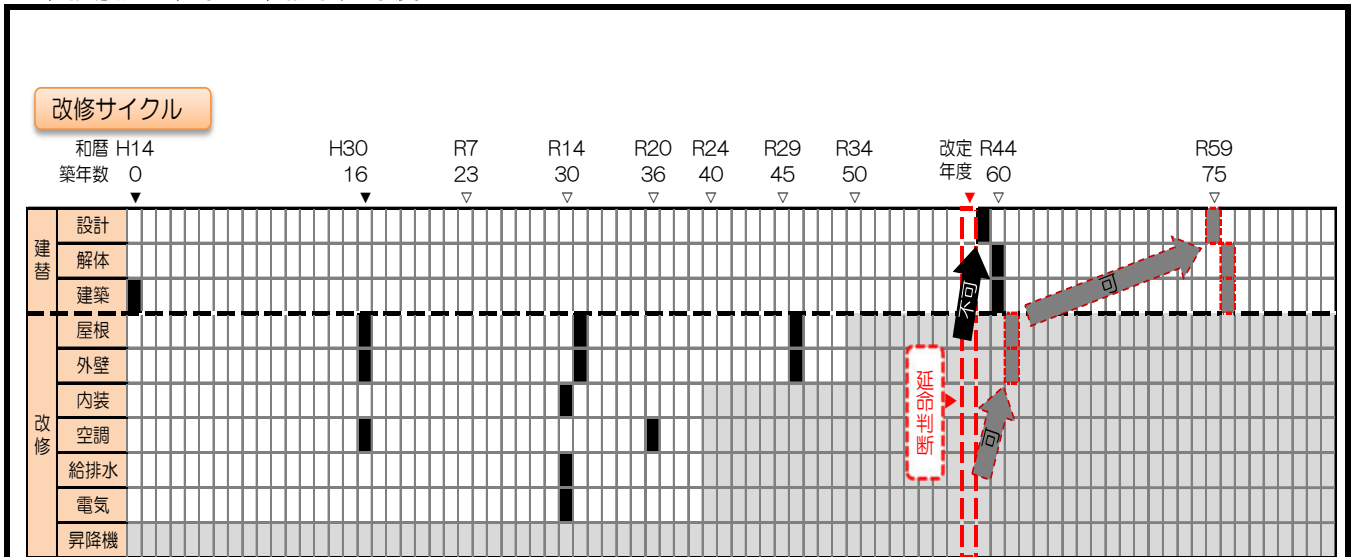 改修サイクル
和暦 H14 H30 R7 R14 R20 R24 R29 R34 改定 R44 R59
築年数 0 16 23 30 36 40 45 50 年度 60 75
建替
設計
解体
建築
改修
屋根
外壁
内装
空調
給排水
電気
昇降機
不可
可
延命判断
可